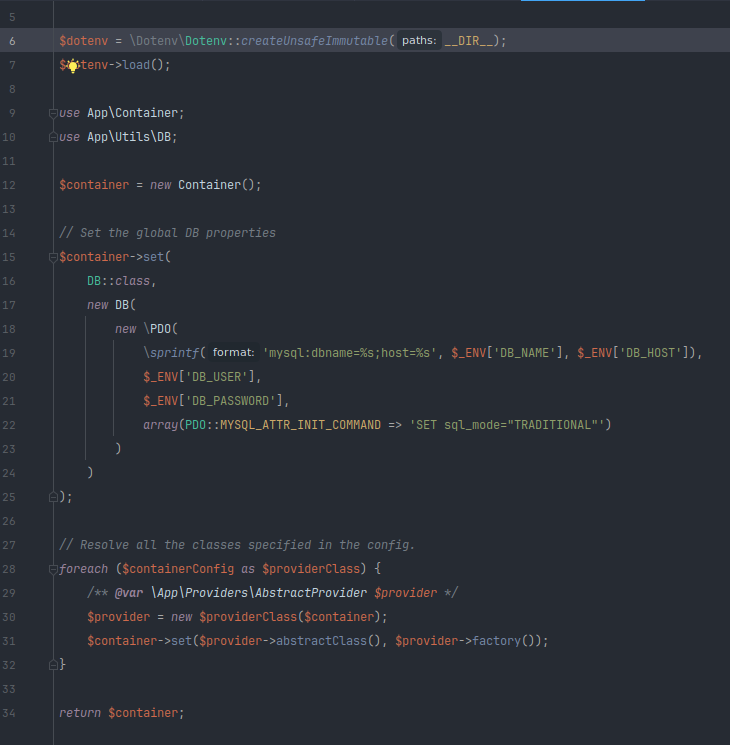 5
6 $dotenv = \Dotenv\Dotenv::createUnsafeImmutable( paths: __DIR__);
7 $ tenv->load();
8
9 use App\Container;
10 use App\Utils\DB;
11
12 $container = new Container();
13
14 // Set the global DB properties
15 $container->set(
16 DB::class,
17 new DB(
18 new \PDO(
19 \sprintf( format: 'mysql:dbname=%s;host=%s', $_ENV['DB_NAME'], $_ENV['DB_HOST']),
20 $_ENV['DB_USER'],
21 $_ENV['DB_PASSWORD'],
22 array(PDO::MYSQL_ATTR_INIT_COMMAND => 'SET sql_mode="TRADITIONAL"')
23 )
24 )
25 );
26
27 // Resolve all the classes specified in the config.
28 foreach ($containerConfig as $providerClass) {
29 /** @var \App\Providers\AbstractProvider $provider */
30 $provider = new $providerClass($container);
31 $container->set($provider->abstractClass(), $provider->factory());
32 }
33
34 return $container;